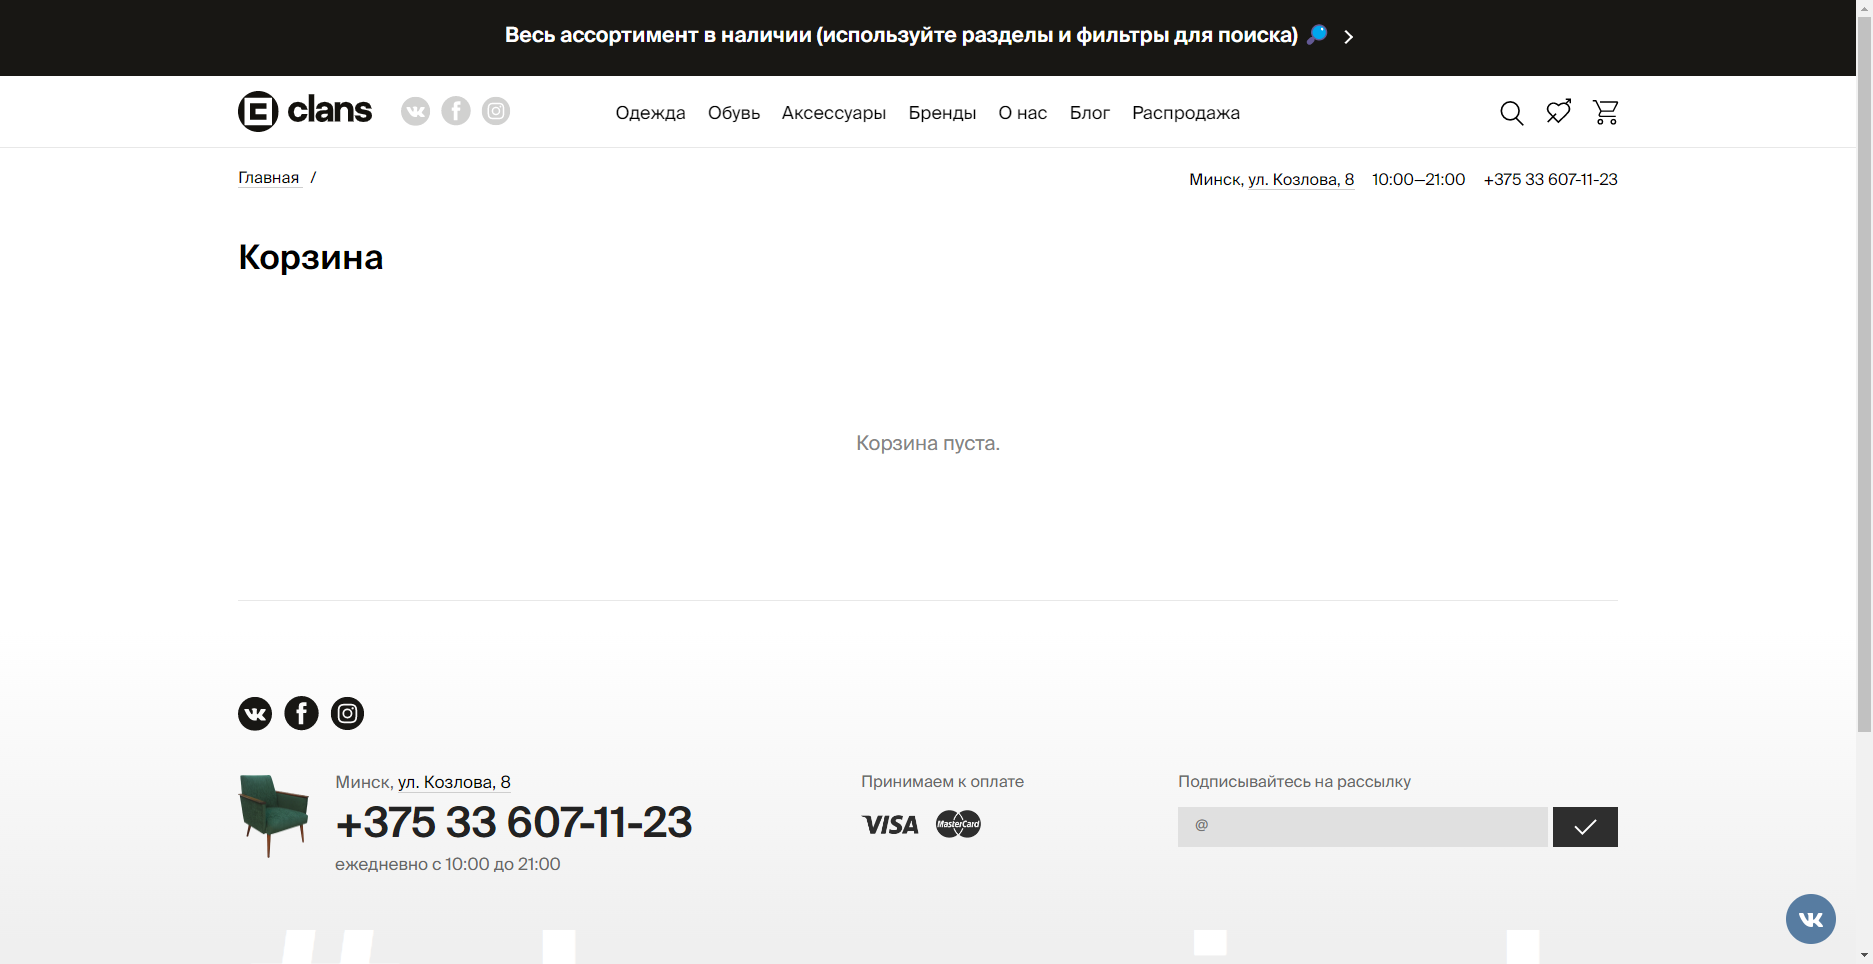 Весь ассортимент в наличии (используйте разделы и фильтры для поиска)
clans
Одежда Обувь Аксессуары Бренды О нас Блог Распродажа
Главная /
Минск, ул. Козлова, 8 10:00—21:00 +375 33 607-11-23
Корзина
Корзина пуста.
Минск, ул. Козлова, 8
+375 33 607-11-23
ежедневно с 10:00 до 21:00
Принимаем к оплате
VISA MasterCard
Подписывайтесь на рассылку
@